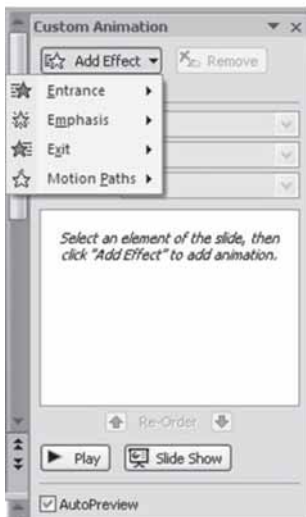 Custom Animation
Add Effect
Remove
Entrance
Emphasis
Exit
Motion Paths
Select an element of the slide, then
click "Add Effect" to add animation.
Re-Order
Play
Slide Show
AutoPreview